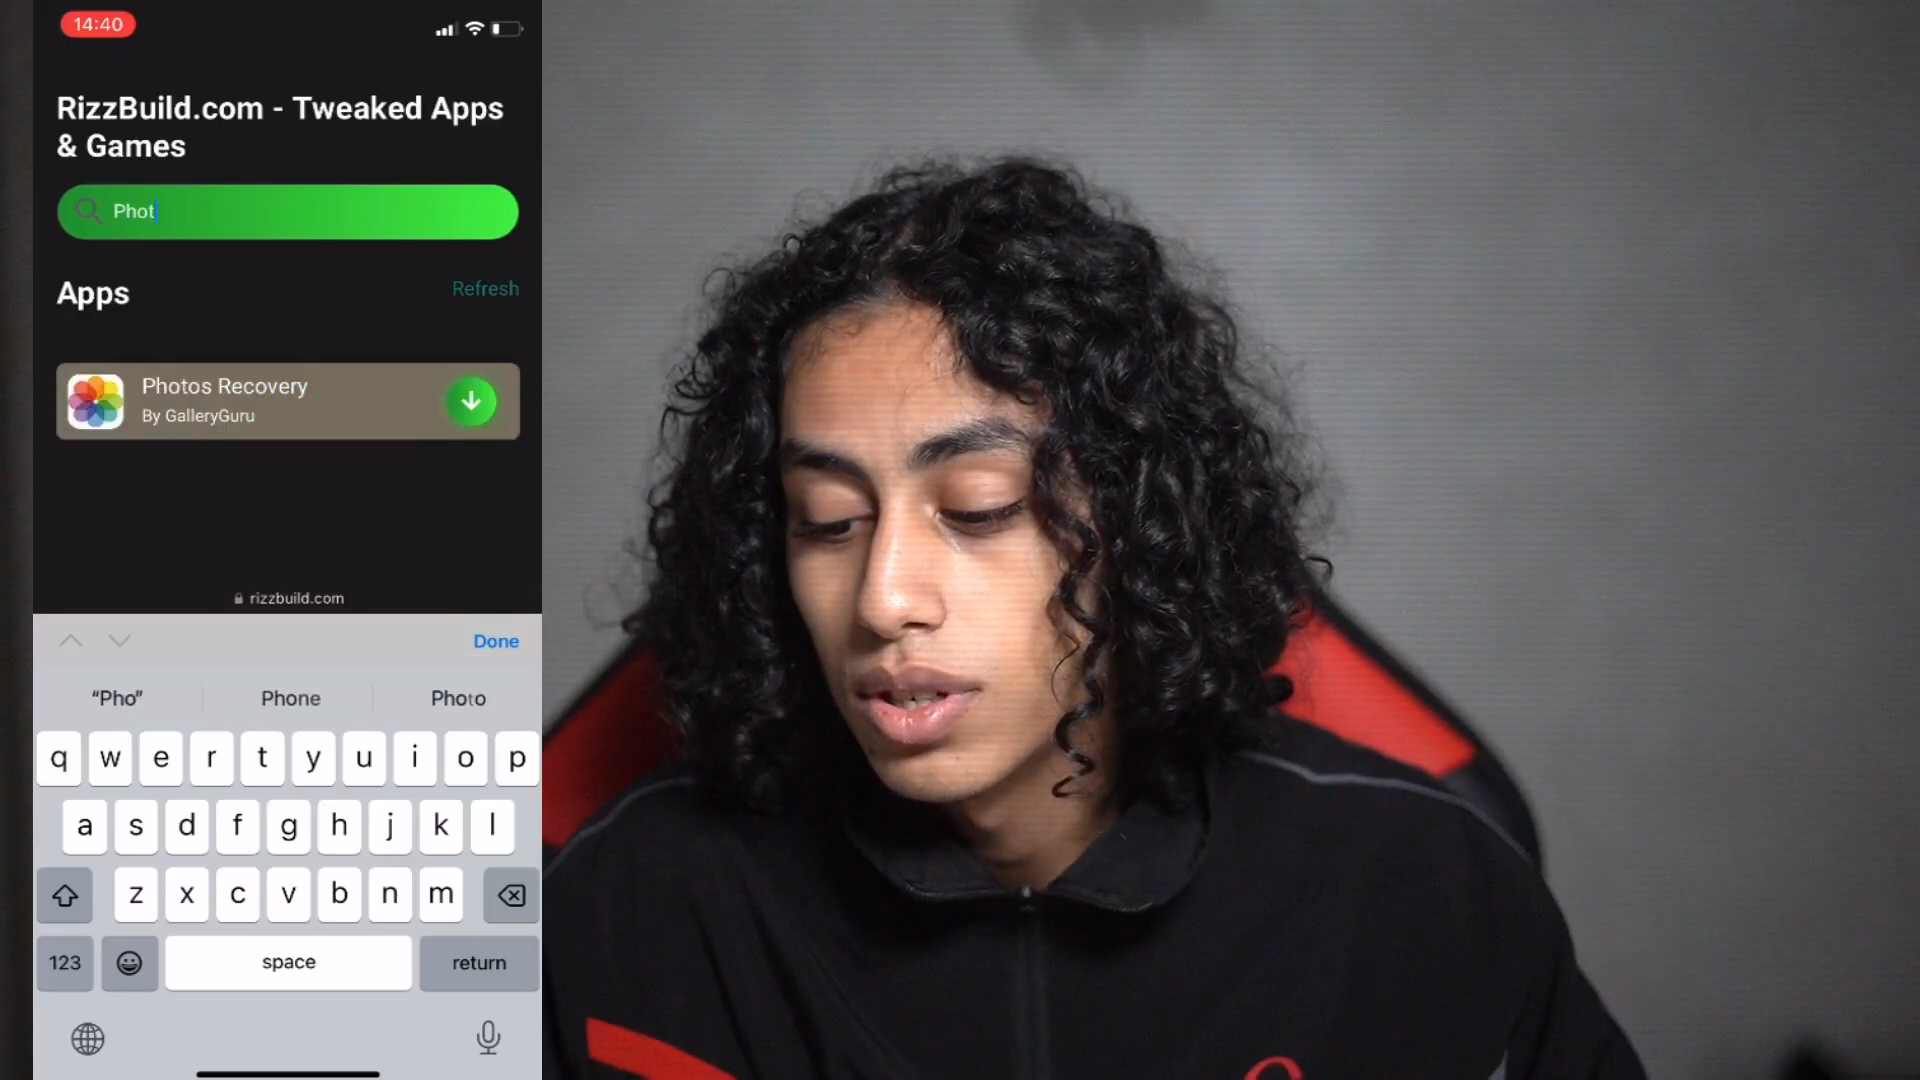 14:40
RizzBuild.com - Tweaked Apps
& Games
Phot
Apps
Refresh
Photos Recovery
By GalleryGuru
rizzbuild.com
Done
“Pho”
Phone
Photo
q w e r t y u i o p
a s d f g h j k l
z x c v b n m
123
space
return